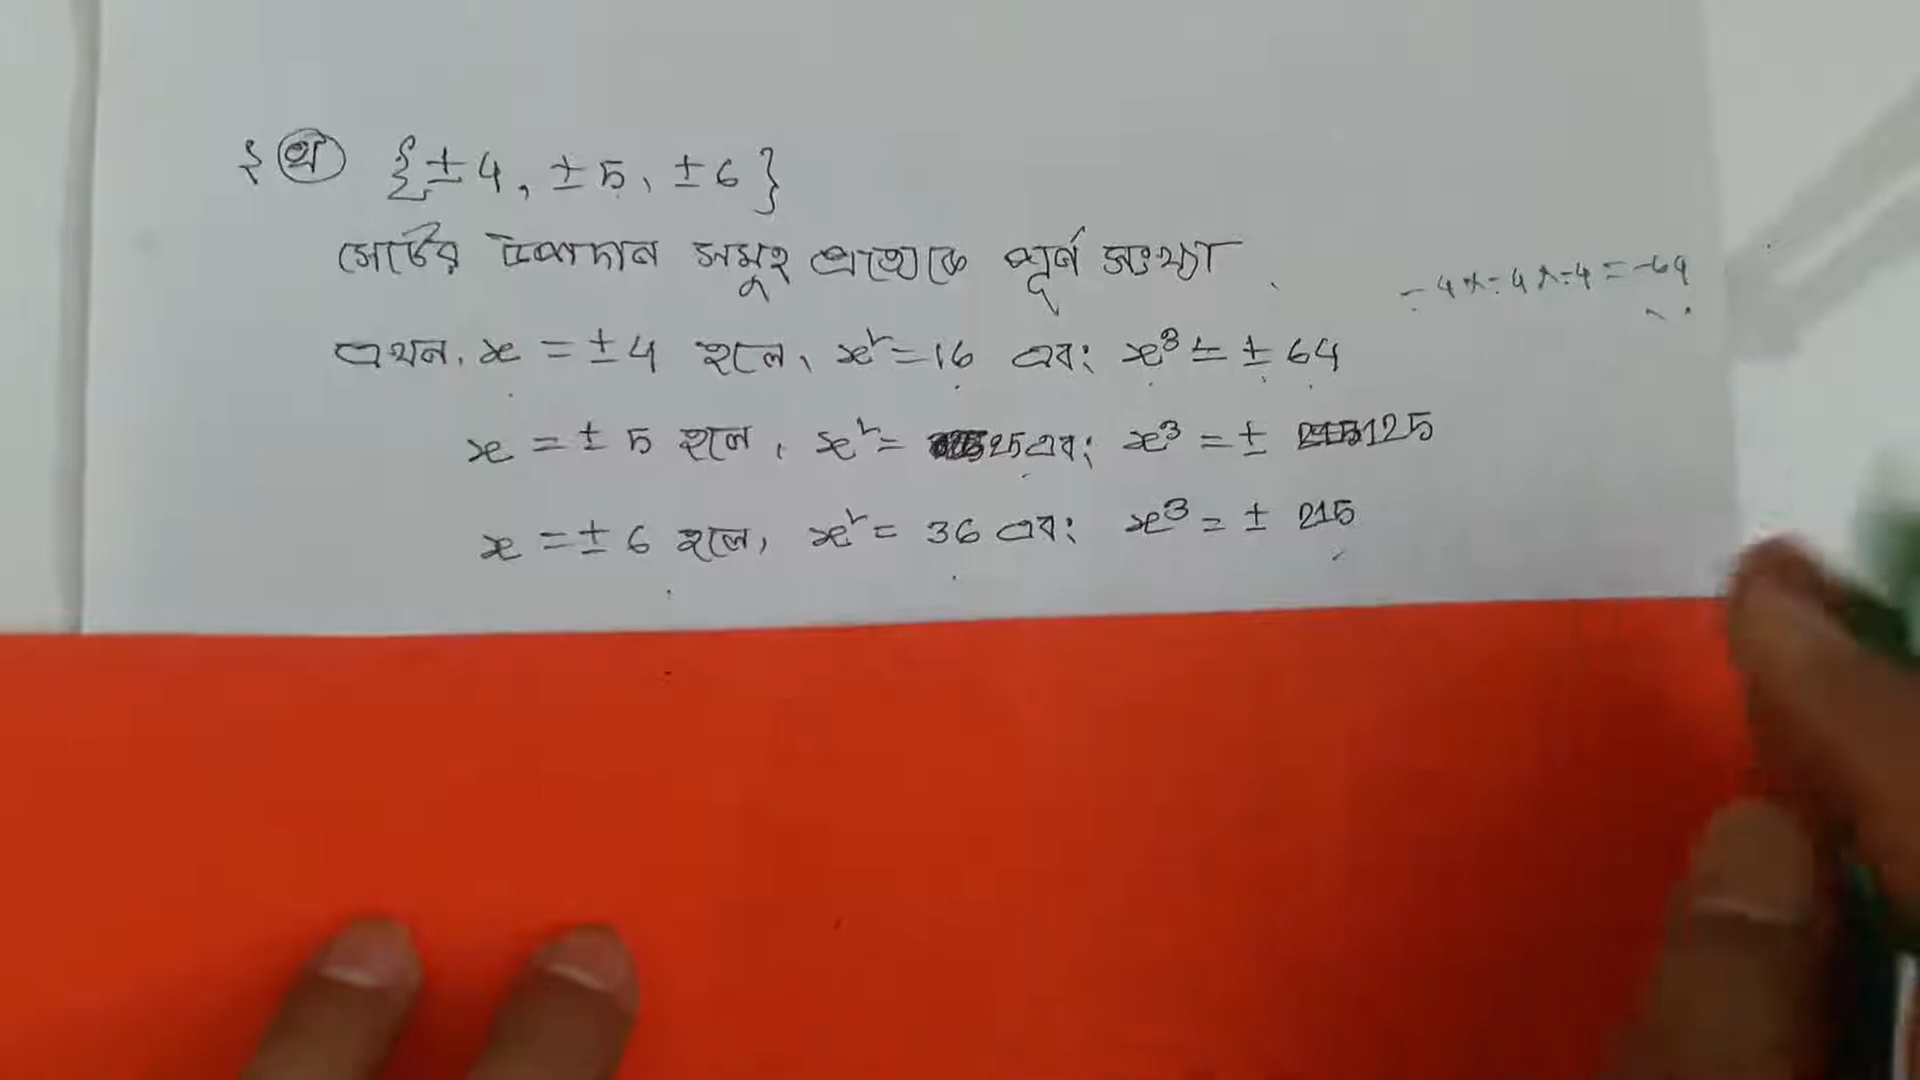 ২ ঘ {±4, ±5, ±6}
সেটের উপাদান সমূহ প্রত্যেকে পূর্ন সংখ্যা
-4×-4×-4=-64
এখন, x = ±4 হলে, x² = 16 এবং x³ = ±64
x = ±5 হলে, x² = 25 এবং x³ = ± 125
x = ±6 হলে, x² = 36 এবং x³ = ± 215